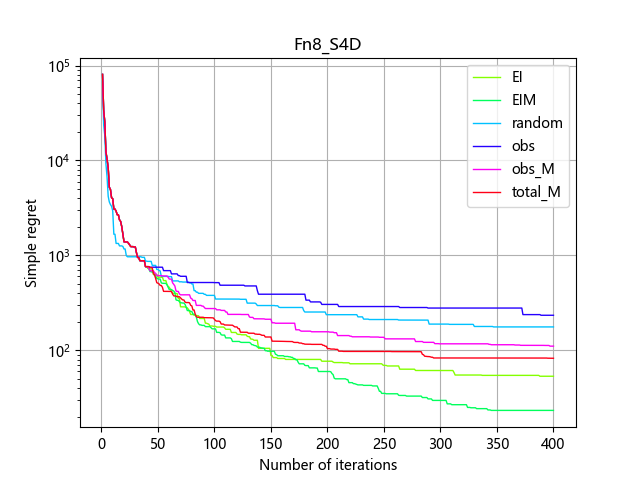 Fn8_S4D
Simple regret
10^5
10^4
10^3
10^2
EI
EIM
random
obs
obs_M
total_M
0 50 100 150 200 250 300 350 400
Number of iterations